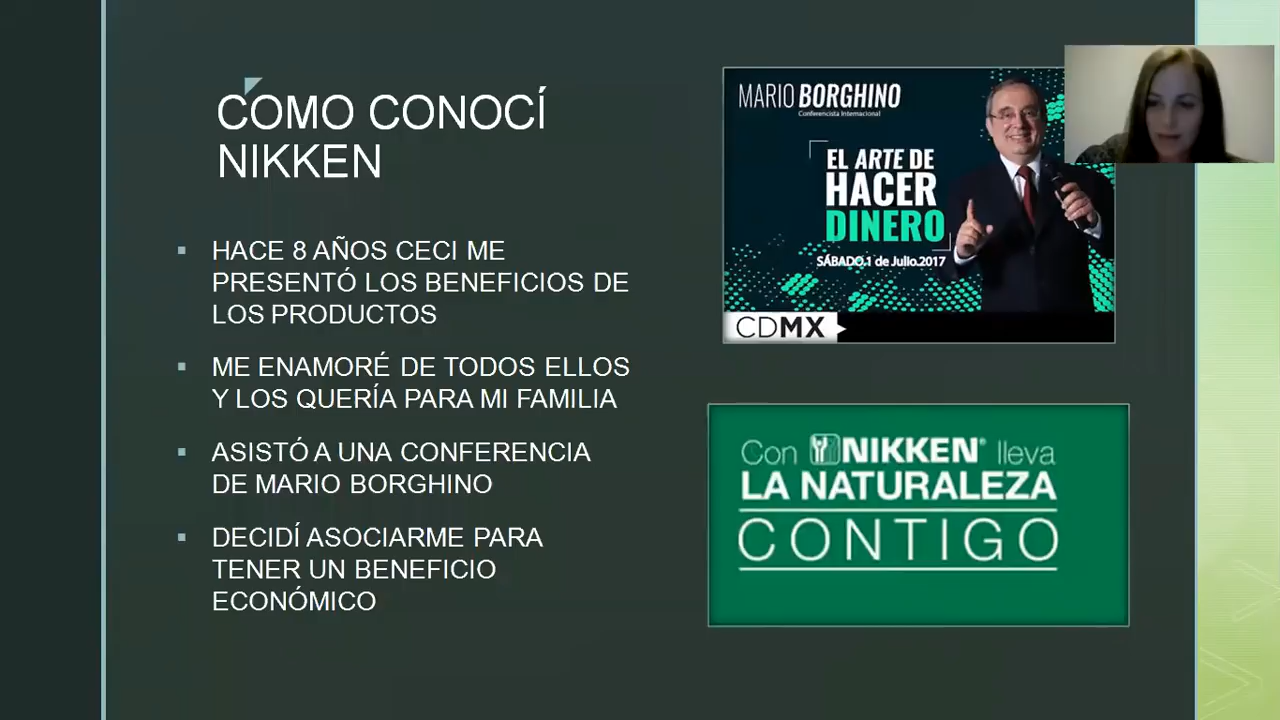 COMO CONOCÍ
NIKKEN
HACE 8 AÑOS CECI ME
PRESENTÓ LOS BENEFICIOS DE
LOS PRODUCTOS
ME ENAMORÉ DE TODOS ELLOS
Y LOS QUERÍA PARA MI FAMILIA
ASISTÓ A UNA CONFERENCIA
DE MARIO BORGHINO
DECIDÍ ASOCIARME PARA
TENER UN BENEFICIO
ECONÓMICO
MARIO BORGHINO
Conferencista Internacional
EL ARTE DE
HACER
DINERO
SÁBADO.1 de Julio.2017
CDMX
Con NIKKEN® lleva
LA NATURALEZA
CONTIGO